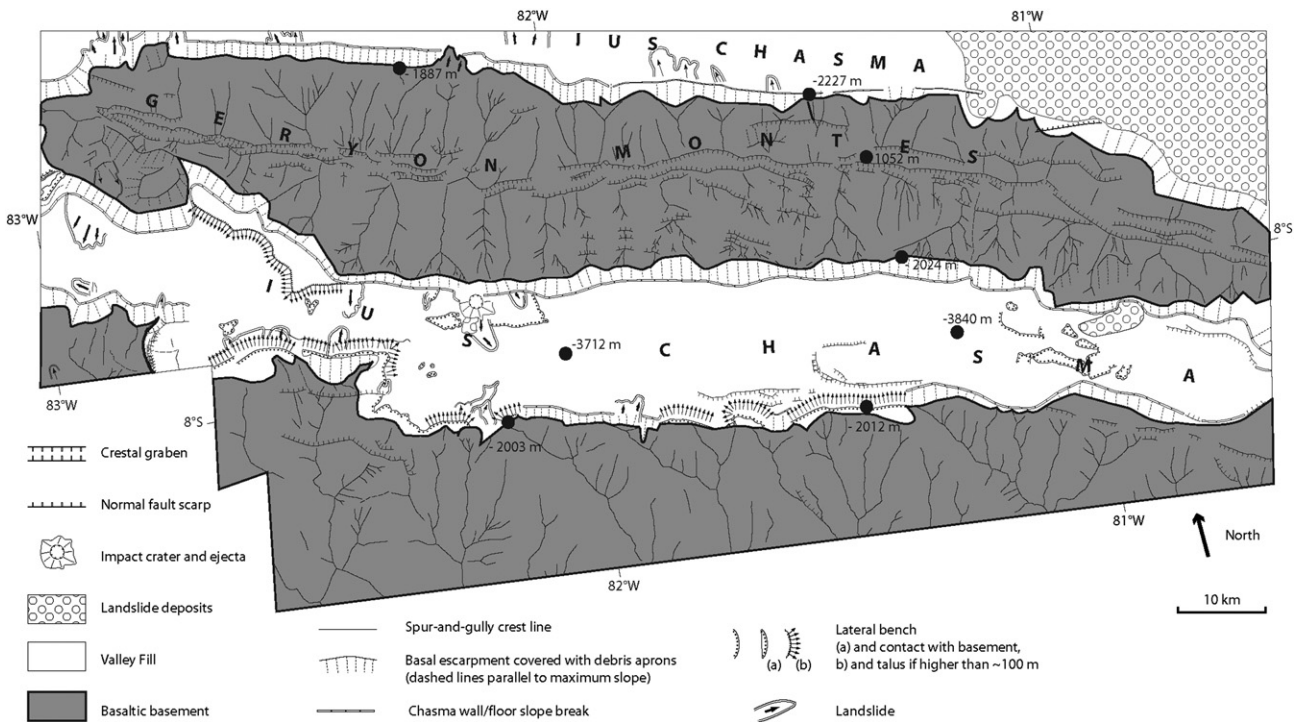 82°W
81°W
I U S C H A S M A
- 1887 m
-2227 m
G E R Y O N M O N T E S
1052 m
83°W
8°S
2024 m
I
I U S C H A S M A
-3840 m
-3712 m
83°W
8°S
- 2003 m
- 2012 m
81°W
82°W
North
10 km
Crestal graben
Normal fault scarp
Impact crater and ejecta
Landslide deposits
Valley Fill
Basaltic basement
Spur-and-gully crest line
Basal escarpment covered with debris aprons
(dashed lines parallel to maximum slope)
Chasma wall/floor slope break
(a) (b)
Lateral bench
(a) and contact with basement,
b) and talus if higher than ~100 m
Landslide